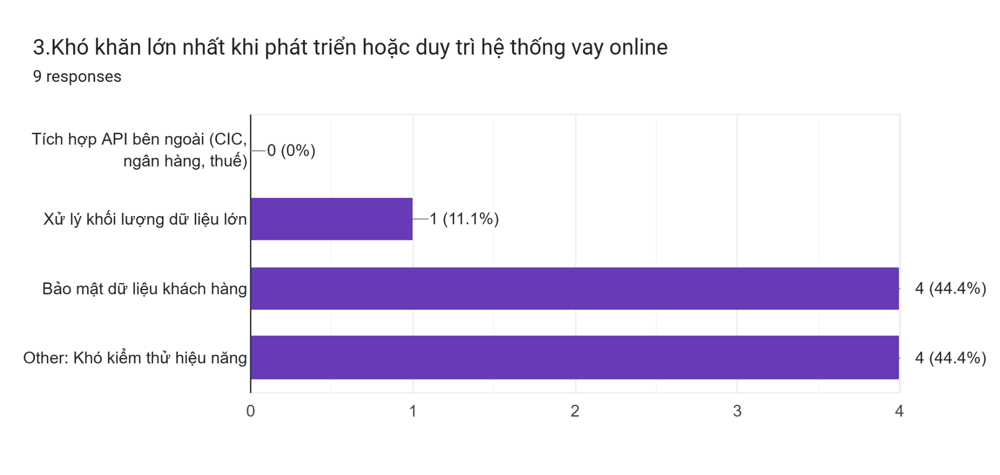 3.Khó khăn lớn nhất khi phát triển hoặc duy trì hệ thống vay online
9 responses
Tích hợp API bên ngoài (CIC,
ngân hàng, thuế)
0 (0%)
Xử lý khối lượng dữ liệu lớn
1 (11.1%)
Bảo mật dữ liệu khách hàng
4 (44.4%)
Other: Khó kiểm thử hiệu năng
4 (44.4%)
0 1 2 3 4